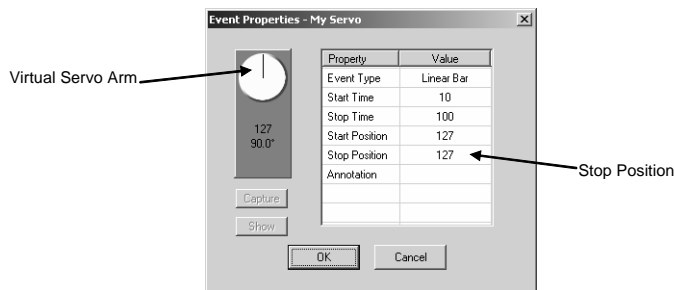 Event Properties - My Servo
Virtual Servo Arm
127
90.0°
Capture
Show
Property Value
Event Type Linear Bar
Start Time 10
Stop Time 100
Start Position 127
Stop Position 127
Annotation
Stop Position
OK Cancel